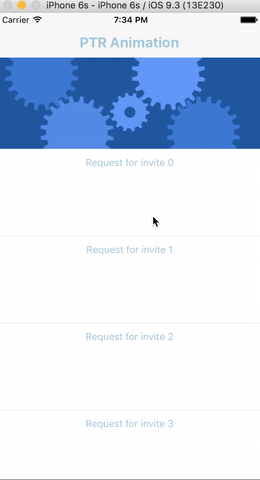 iPhone 6s - iPhone 6s / iOS 9.3 (13E230)
Carrier 7:34 PM
PTR Animation
Request for invite 0
Request for invite 1
Request for invite 2
Request for invite 3